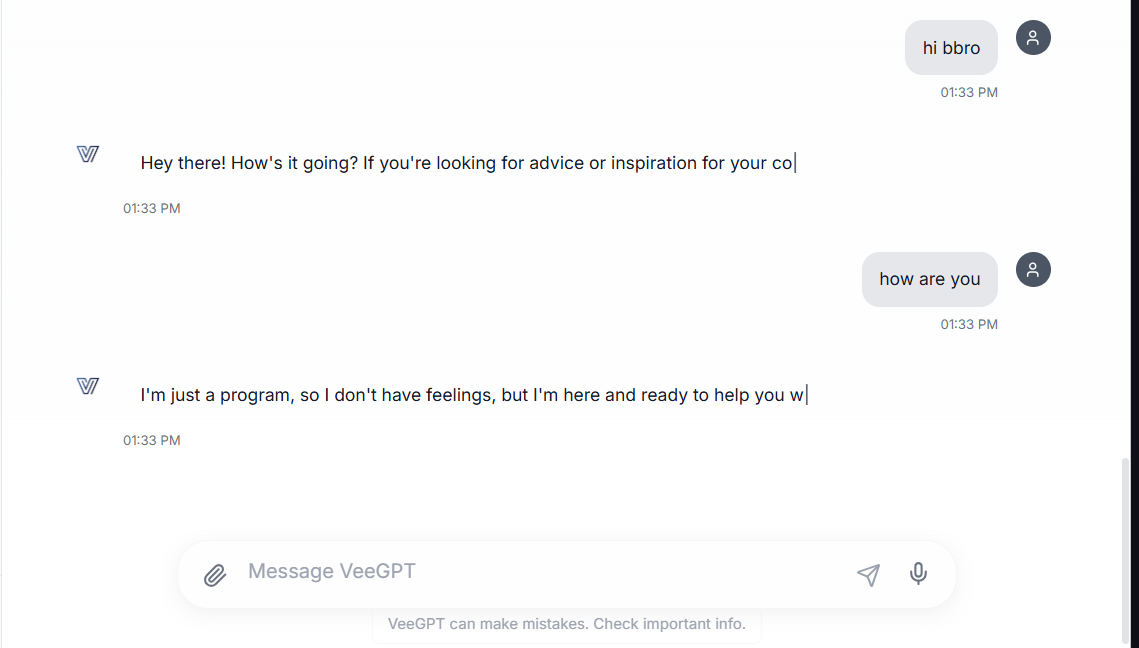 hi bbro
01:33 PM
Hey there! How's it going? If you're looking for advice or inspiration for your co
01:33 PM
how are you
01:33 PM
I'm just a program, so I don't have feelings, but I'm here and ready to help you w
01:33 PM
Message VeeGPT
VeeGPT can make mistakes. Check important info.